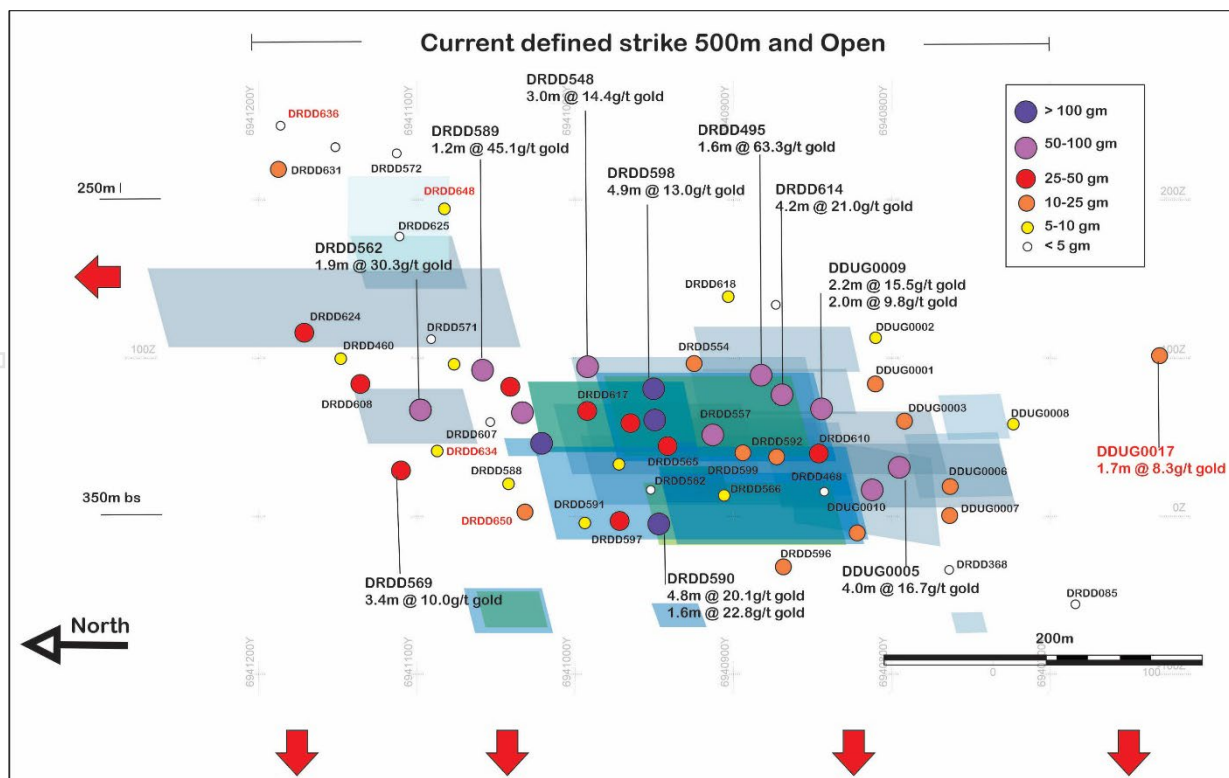 Current defined strike 500m and Open
6941200Y
6941100Y
6941000Y
6940900Y
6940800Y
DRDD548
3.0m @ 14.4g/t gold
DRDD636
DRDD589
1.2m @ 45.1g/t gold
DRDD495
1.6m @ 63.3g/t gold
> 100 gm
50-100 gm
25-50 gm
10-25 gm
5-10 gm
< 5 gm
DRDD631
DRDD572
DRDD598
4.9m @ 13.0g/t gold
DRDD614
4.2m @ 21.0g/t gold
250m l
200Z
DRDD648
DRDD625
DRDD562
1.9m @ 30.3g/t gold
DDUG0009
2.2m @ 15.5g/t gold
2.0m @ 9.8g/t gold
DRDD618
DRDD624
DRDD571
DDUG0002
DRDD460
DRDD554
100Z
100Z
DDUG0001
DRDD608
DRDD617
DRDD557
DDUG0003
DDUG0008
DRDD607
DRDD592
DRDD610
DRDD634
DRDD565
DRDD599
DDUG0017
1.7m @ 8.3g/t gold
DRDD588
DRDD562
DRDD566
DRDD468
DDUG0006
350m bs
DRDD591
DDUG0010
DDUG0007
0Z
DRDD650
DRDD597
DRDD596
DRDD368
DRDD569
3.4m @ 10.0g/t gold
DRDD590
4.8m @ 20.1g/t gold
1.6m @ 22.8g/t gold
DDUG0005
4.0m @ 16.7g/t gold
DRDD085
North
200m
6941200Y
6941100Y
6941000Y
6940900Y
0
100